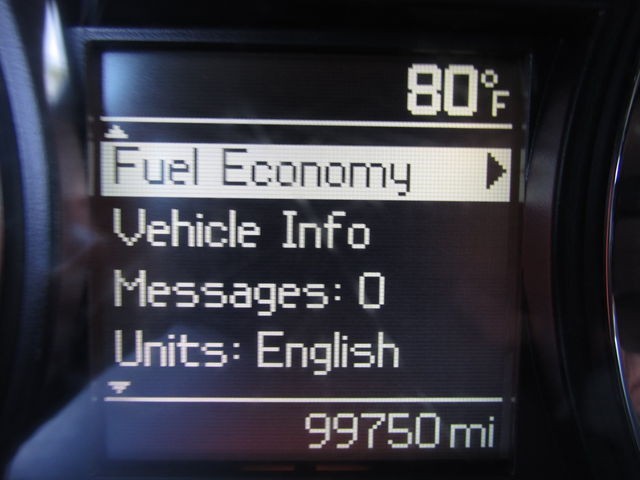 80°F
Fuel Economy
Vehicle Info
Messages: 0
Units: English
99750 mi